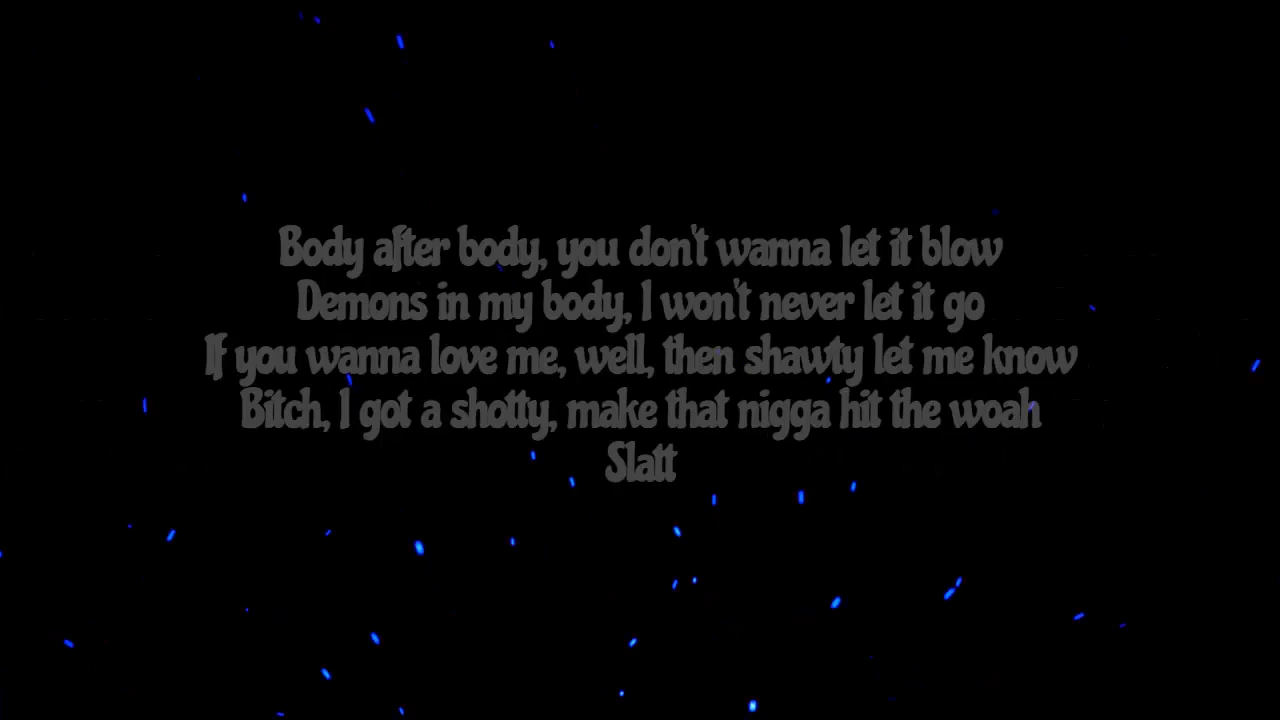 Body after body, you don't wanna let it blow
Demons in my body, I won't never let it go
If you wanna love me, well, then shawty let me know
Bitch, I got a shotty, make that nigga hit the woah
Slatt